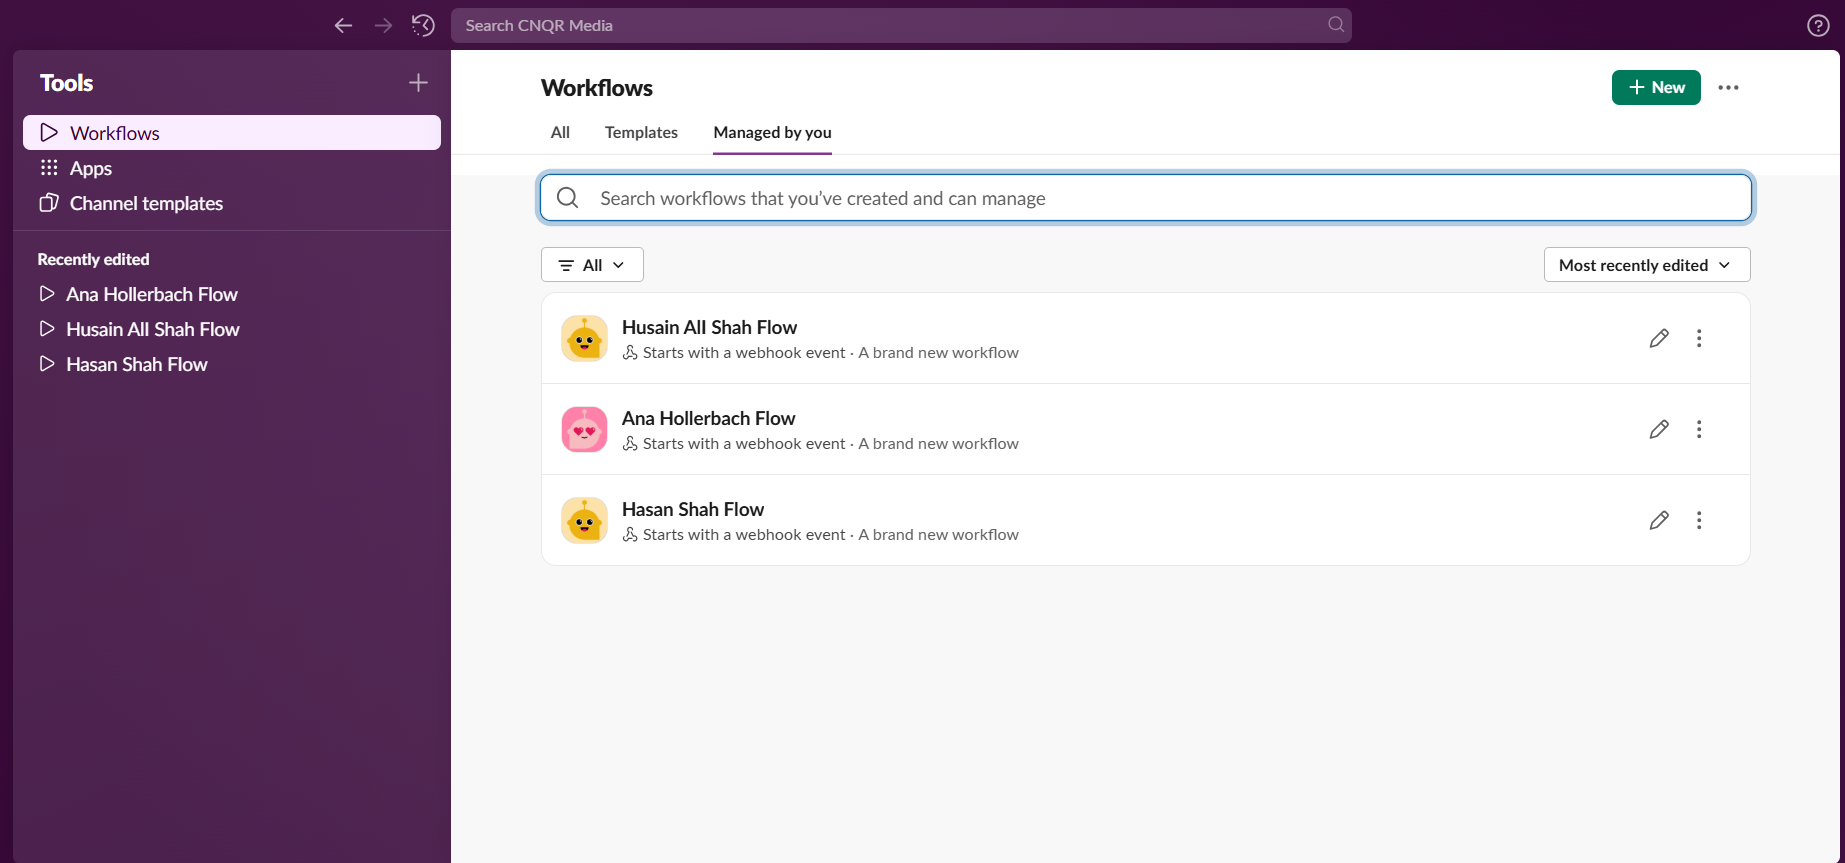 Search CNQR Media
Tools
Workflows
Apps
Channel templates
Recently edited
Ana Hollerbach Flow
Husain All Shah Flow
Hasan Shah Flow
Workflows
New
All
Templates
Managed by you
Search workflows that you’ve created and can manage
All
Most recently edited
Husain All Shah Flow
Starts with a webhook event · A brand new workflow
Ana Hollerbach Flow
Starts with a webhook event · A brand new workflow
Hasan Shah Flow
Starts with a webhook event · A brand new workflow